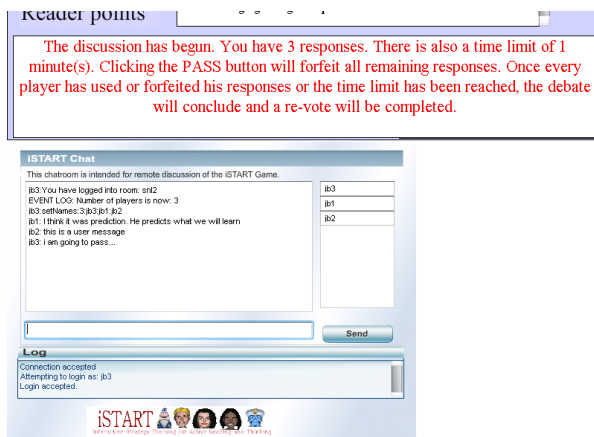 Reader points
The discussion has begun. You have 3 responses. There is also a time limit of 1
minute(s). Clicking the PASS button will forfeit all remaining responses. Once every
player has used or forfeited his responses or the time limit has been reached, the debate
will conclude and a re-vote will be completed.
iSTART Chat
This chatroom is intended for remote discussion of the iSTART Game.
jb3:You have logged into room: snl2
EVENT LOG: Number of players is now: 3
jb3:setNames:3;jb3;jb1;jb2
jb1: I think it was prediction. He predicts what we will learn
jb2: this is a user message
jb3: i am going to pass...
jb3
jb1
jb2
Send
Log
Connection accepted
Attempting to login as: jb3
Login accepted.
iSTART
Interactive Strategy Training for Active Reading and Thinking